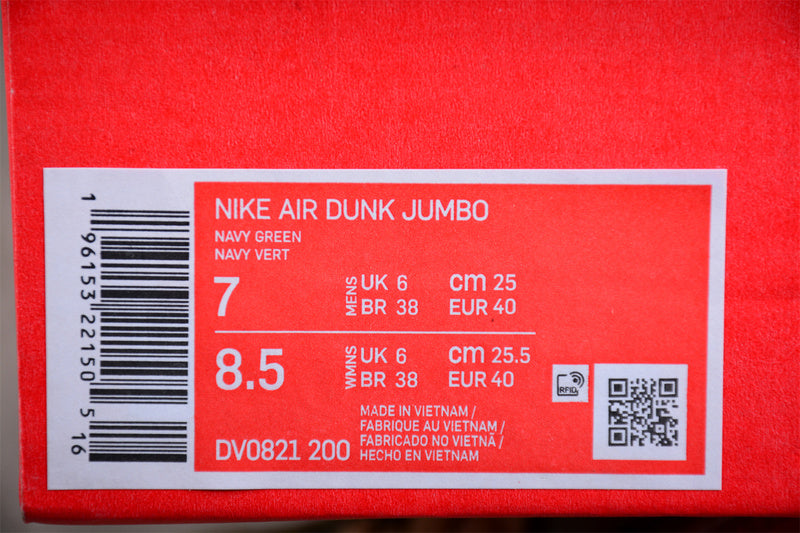 NIKE AIR DUNK JUMBO
NAVY GREEN
NAVY VERT
7 MENS UK 6 cm 25
BR 38 EUR 40
8.5 WMNS UK 6 cm 25.5
BR 38 EUR 40
RFID
DV0821 200
MADE IN VIETNAM /
FABRIQUE AU VIETNAM /
FABRICADO NO VIETNÃ /
HECHO EN VIETNAM
1 96153 22150 5 16